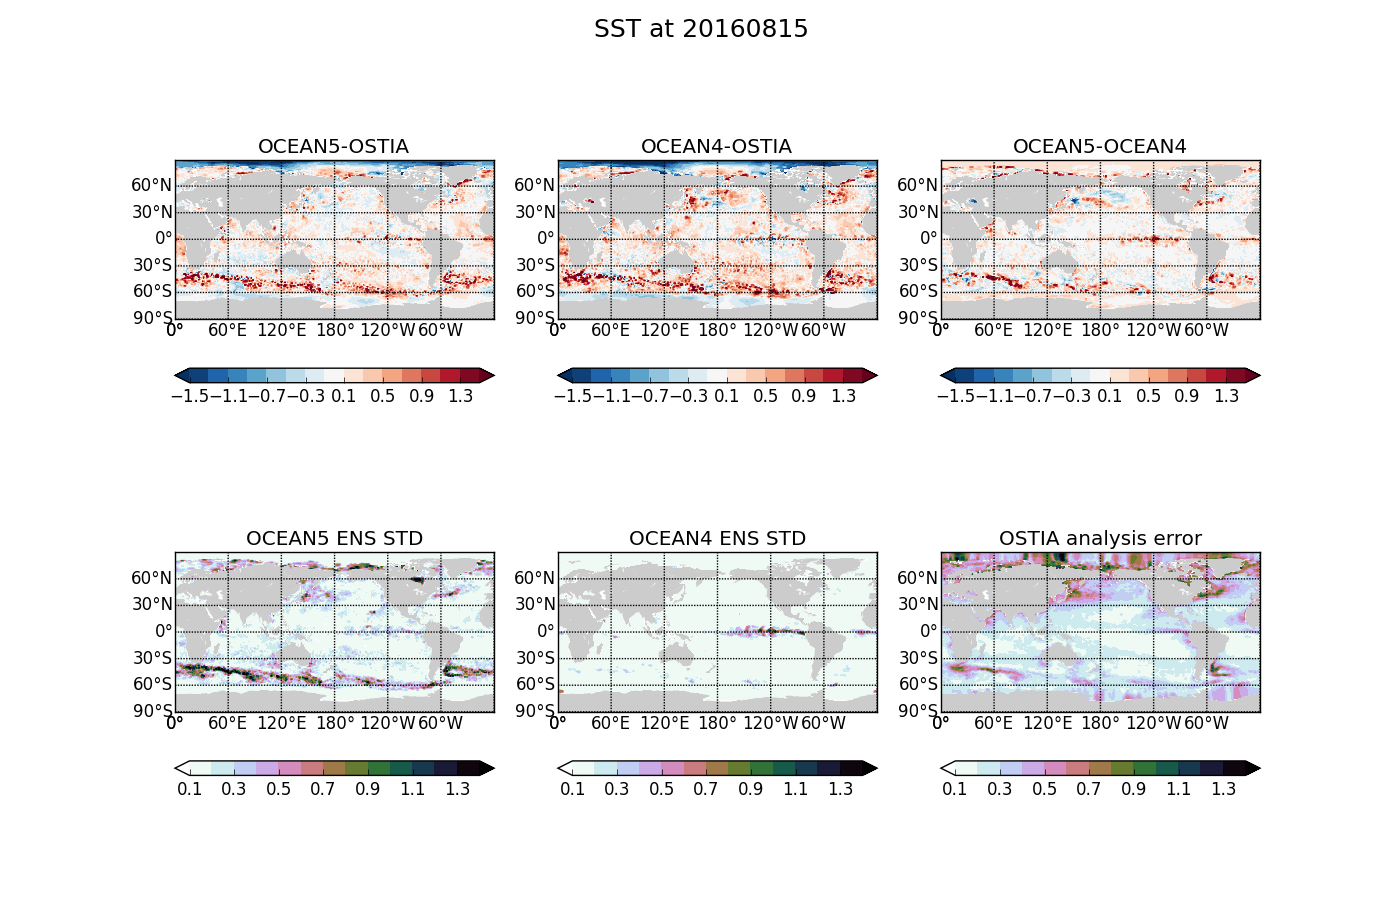 SST at 20160815
OCEAN5-OSTIA
60°N
30°N
0°
30°S
60°S
90°S
0° 60°E 120°E 180° 120°W 60°W
−1.5 −1.1 −0.7 −0.3 0.1 0.5 0.9 1.3
OCEAN4-OSTIA
60°N
30°N
0°
30°S
60°S
90°S
0° 60°E 120°E 180° 120°W 60°W
−1.5 −1.1 −0.7 −0.3 0.1 0.5 0.9 1.3
OCEAN5-OCEAN4
60°N
30°N
0°
30°S
60°S
90°S
0° 60°E 120°E 180° 120°W 60°W
−1.5 −1.1 −0.7 −0.3 0.1 0.5 0.9 1.3
OCEAN5 ENS STD
60°N
30°N
0°
30°S
60°S
90°S
0° 60°E 120°E 180° 120°W 60°W
0.1 0.3 0.5 0.7 0.9 1.1 1.3
OCEAN4 ENS STD
60°N
30°N
0°
30°S
60°S
90°S
0° 60°E 120°E 180° 120°W 60°W
0.1 0.3 0.5 0.7 0.9 1.1 1.3
OSTIA analysis error
60°N
30°N
0°
30°S
60°S
90°S
0° 60°E 120°E 180° 120°W 60°W
0.1 0.3 0.5 0.7 0.9 1.1 1.3